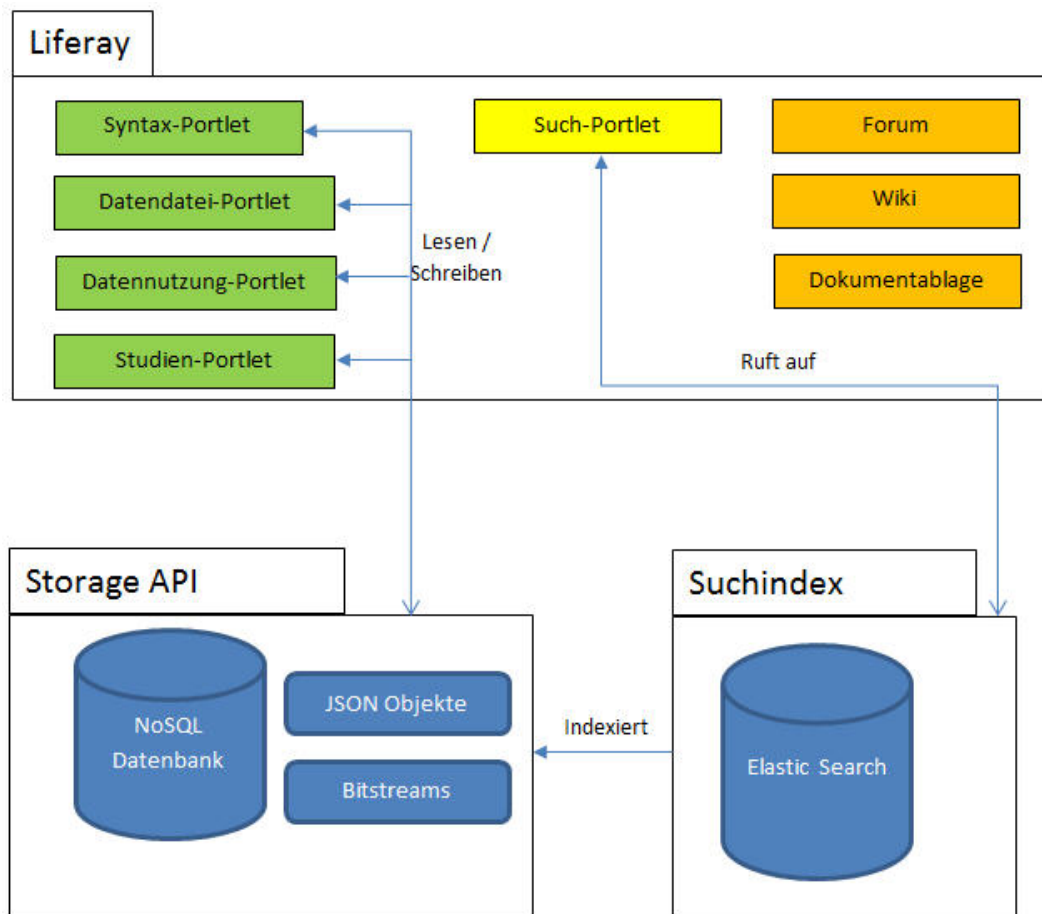 Liferay
Syntax-Portlet
Such-Portlet
Forum
Datendatei-Portlet
Wiki
Lesen /
Schreiben
Datennutzung-Portlet
Dokumentablage
Studien-Portlet
Ruft auf
Storage API
Suchindex
NoSQL
Datenbank
JSON Objekte
Bitstreams
Indexiert
Elastic Search